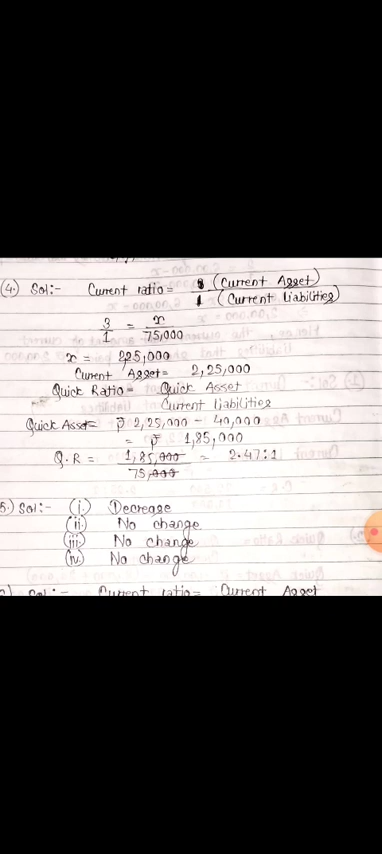 (4.) Sol:- Current ratio = (Current Asset)
(Current liabilities)
3/1 = x/75,000
x = 225,000
Current Asset = 2,25,000
Quick Ratio = Quick Asset
Current liabilities
Quick Asset = 2,25,000 - 40,000
= 1,85,000
Q.R = 1,85,000/75,000 = 2.47:1
5.) Sol:- (i.) Decrease
(ii.) No change
(iii.) No change
(iv.) No change
Sol:- Current ratio = Current Asset